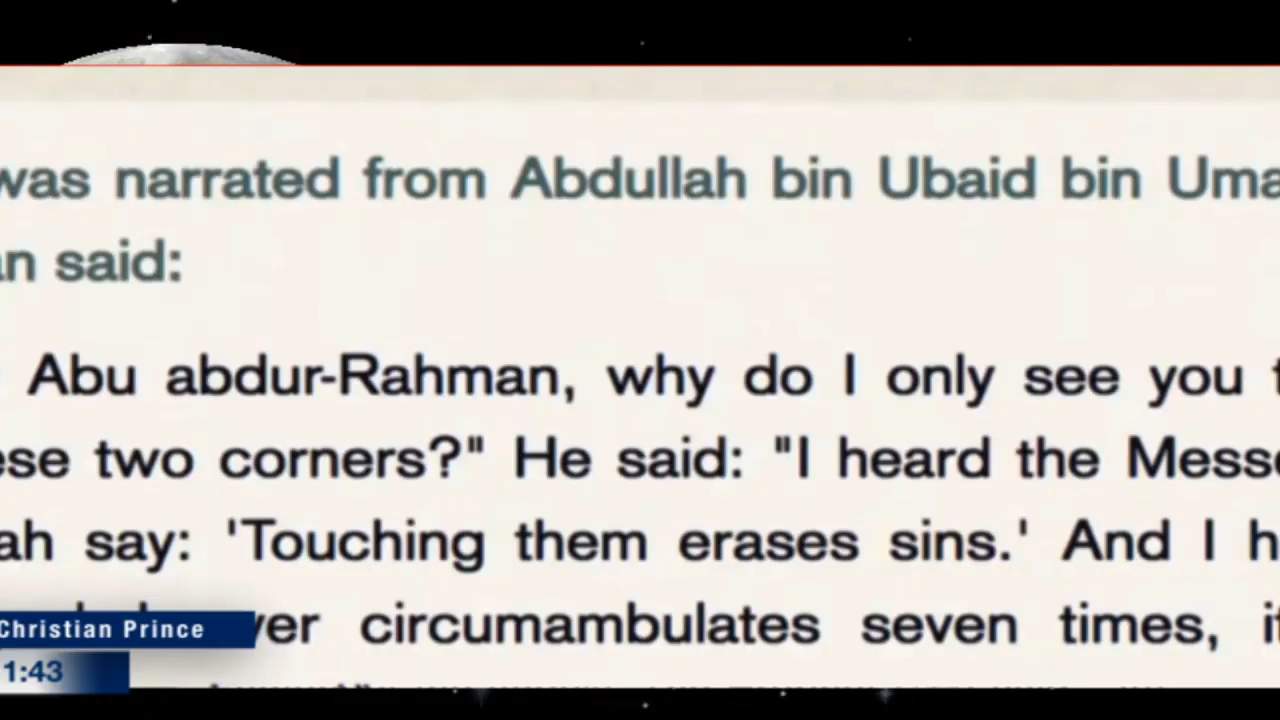 was narrated from Abdullah bin Ubaid bin Uma
an said:
Abu abdur-Rahman, why do I only see you t
ese two corners?" He said: "I heard the Messe
ah say: 'Touching them erases sins.' And I h
ver circumambulates seven times, if
Christian Prince
1:43